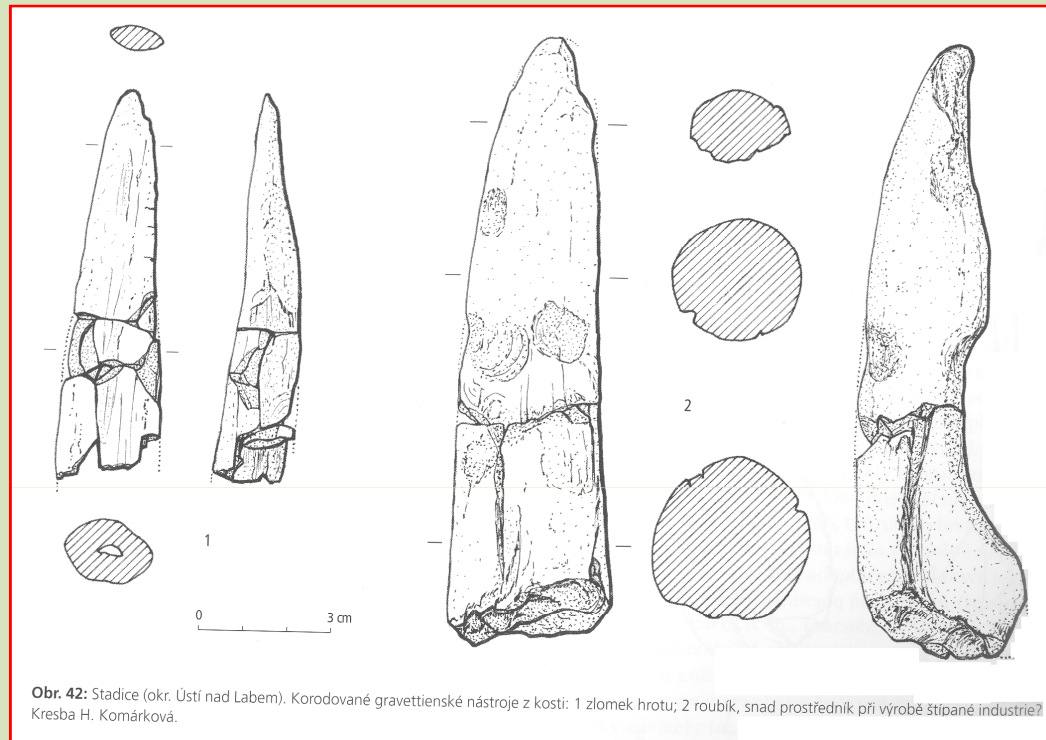 1
2
0 3 cm
Obr. 42: Stadice (okr. Ústí nad Labem). Korodované gravettienské nástroje z kosti: 1 zlomek hrotu; 2 roubík, snad prostředník při výrobě štípané industrie?
Kresba H. Komárková.